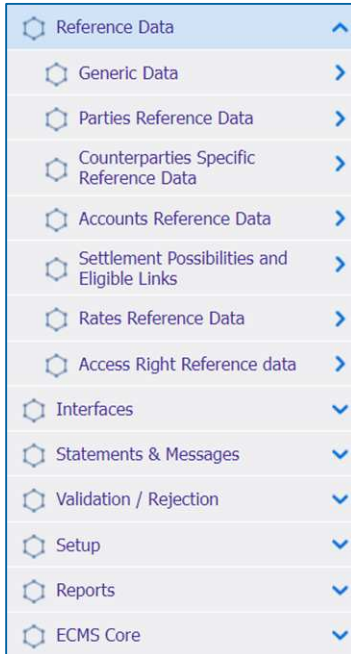 Reference Data
Generic Data
Parties Reference Data
Counterparties Specific
Reference Data
Accounts Reference Data
Settlement Possibilities and
Eligible Links
Rates Reference Data
Access Right Reference data
Interfaces
Statements & Messages
Validation / Rejection
Setup
Reports
ECMS Core